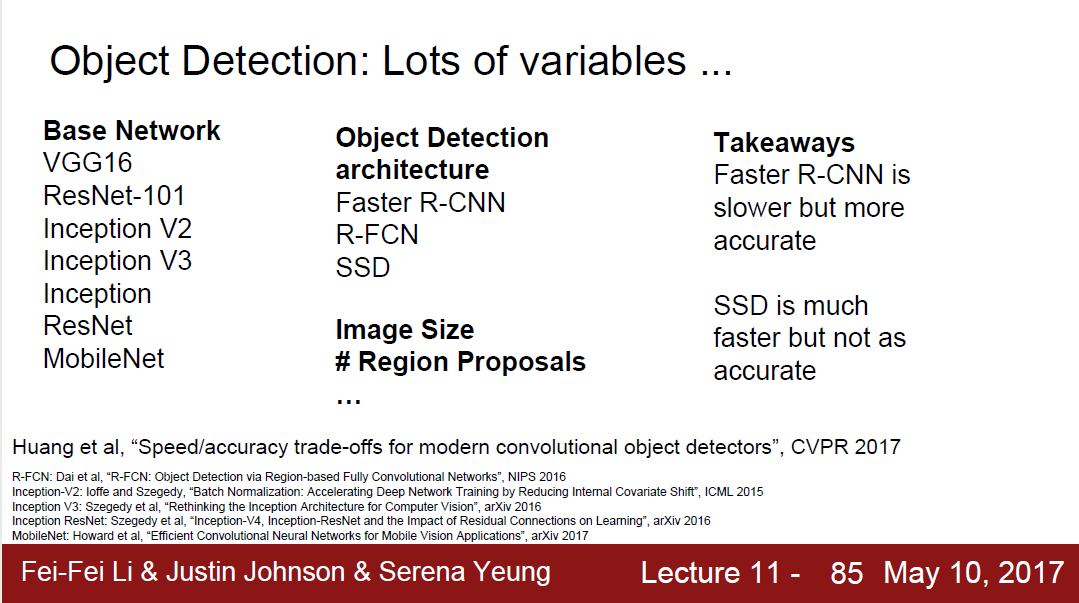 Object Detection: Lots of variables ...
Base Network
VGG16
ResNet-101
Inception V2
Inception V3
Inception
ResNet
MobileNet
Object Detection
architecture
Faster R-CNN
R-FCN
SSD
Image Size
# Region Proposals
...
Takeaways
Faster R-CNN is
slower but more
accurate
SSD is much
faster but not as
accurate
Huang et al, “Speed/accuracy trade-offs for modern convolutional object detectors”, CVPR 2017
R-FCN: Dai et al, “R-FCN: Object Detection via Region-based Fully Convolutional Networks”, NIPS 2016
Inception-V2: Ioffe and Szegedy, “Batch Normalization: Accelerating Deep Network Training by Reducing Internal Covariate Shift”, ICML 2015
Inception V3: Szegedy et al, “Rethinking the Inception Architecture for Computer Vision”, arXiv 2016
Inception ResNet: Szegedy et al, “Inception-V4, Inception-ResNet and the Impact of Residual Connections on Learning”, arXiv 2016
MobileNet: Howard et al, “Efficient Convolutional Neural Networks for Mobile Vision Applications”, arXiv 2017
Fei-Fei Li & Justin Johnson & Serena Yeung Lecture 11 - 85 May 10, 2017